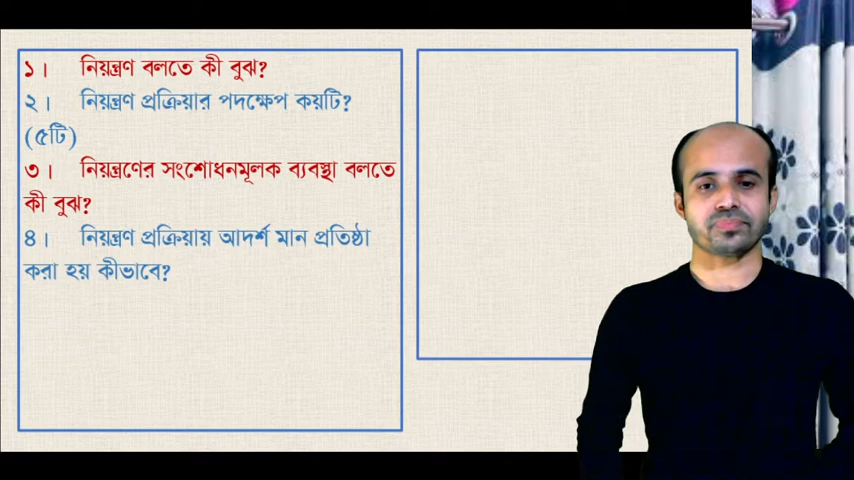 ১। নিয়ন্ত্রণ বলতে কী বুঝ?
২। নিয়ন্ত্রণ প্রক্রিয়ার পদক্ষেপ কয়টি?
(৫টি)
৩। নিয়ন্ত্রণের সংশোধনমূলক ব্যবস্থা বলতে
কী বুঝ?
৪। নিয়ন্ত্রণ প্রক্রিয়ায় আদর্শ মান প্রতিষ্ঠা
করা হয় কীভাবে?